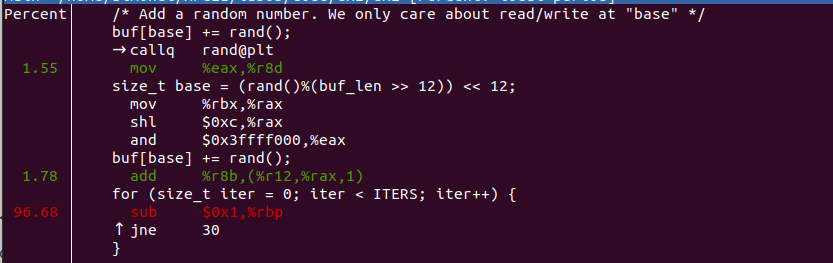 Percent /* Add a random number. We only care about read/write at "base" */
buf[base] += rand();
→ callq rand@plt
1.55 mov %eax,%r8d
size_t base = (rand()%(buf_len >> 12)) << 12;
mov %rbx,%rax
shl $0xc,%rax
and $0x3ffff000,%eax
buf[base] += rand();
1.78 add %r8b,(%r12,%rax,1)
for (size_t iter = 0; iter < ITERS; iter++) {
96.68 sub $0x1,%rbp
↑ jne 30
}